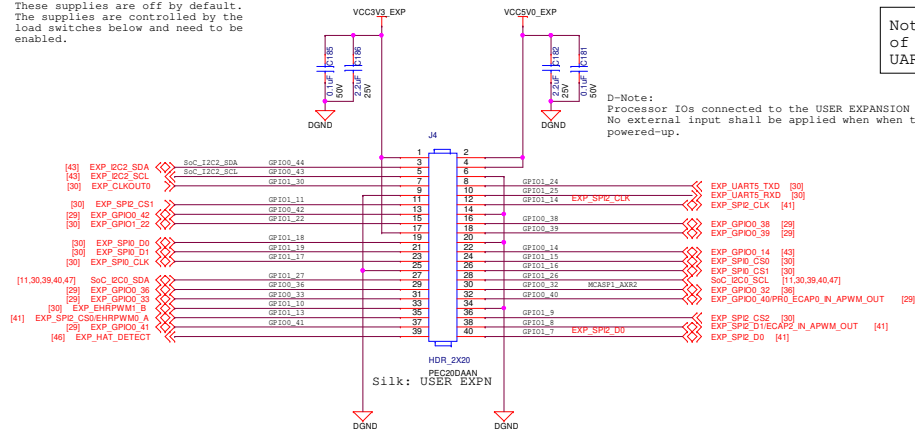 These supplies are off by default.
The supplies are controlled by the
load switches below and need to be
enabled.
VCC3V3_EXP
VCC5V0_EXP
Not
of
UAR
C185
0.1uF
50V
C186
2.2uF
25V
C182
2.2uF
25V
C181
0.1uF
50V
DGND
DGND
D-Note:
Processor IOs connected to the USER EXPANSION
No external input shall be applied when when t
powered-up.
J4
1 2
[43] EXP_I2C2_SDA SoC_I2C2_SDA GPIO0_44 3 4
[43] EXP_I2C2_SCL SoC_I2C2_SCL GPIO0_43 5 6
[30] EXP_CLKOUT0 GPIO1_30 7 8 GPIO1_24 EXP_UART5_TXD [30]
9 10 GPIO1_25 EXP_UART5_RXD [30]
[30] EXP_SPI2_CS1 GPIO1_11 11 12 GPIO1_14 EXP_SPI2_CLK EXP_SPI2_CLK [41]
[29] EXP_GPIO0_42 GPIO0_42 13 14
[30] EXP_GPIO1_22 GPIO1_22 15 16 GPIO0_38 EXP_GPIO0_38 [29]
17 18 GPIO0_39 EXP_GPIO0_39 [29]
[30] EXP_SPI0_D0 GPIO1_18 19 20
[30] EXP_SPI0_D1 GPIO1_19 21 22 GPIO0_14 EXP_GPIO0_14 [43]
[30] EXP_SPI0_CLK GPIO1_17 23 24 GPIO1_15 EXP_SPI0_CS0 [30]
25 26 GPIO1_16 EXP_SPI0_CS1 [30]
[11,30,39,40,47] SoC_I2C0_SDA GPIO1_27 27 28 GPIO1_26 SoC_I2C0_SCL [11,30,39,40,47]
[29] EXP_GPIO0_36 GPIO0_36 29 30 GPIO0_32 MCASP1_AXR2 EXP_GPIO0_32 [36]
[29] EXP_GPIO0_33 GPIO0_33 31 32 GPIO0_40 EXP_GPIO0_40/PR0_ECAP0_IN_APWM_OUT [29]
[30] EHRPWM1_B GPIO1_10 33 34
[41] EXP_SPI2_CS0/EHRPWM0_A GPIO1_13 35 36 GPIO1_9 EXP_SPI2_CS2 [30]
[29] EXP_GPIO0_41 GPIO0_41 37 38 GPIO1_8 EXP_SPI2_D1/ECAP2_IN_APWM_OUT [41]
[46] EXP_HAT_DETECT 39 40 GPIO1_7 EXP_SPI2_D0 EXP_SPI2_D0 [41]
HDR_2X20
PEC20DAAN
Silk: USER EXPN
DGND
DGND